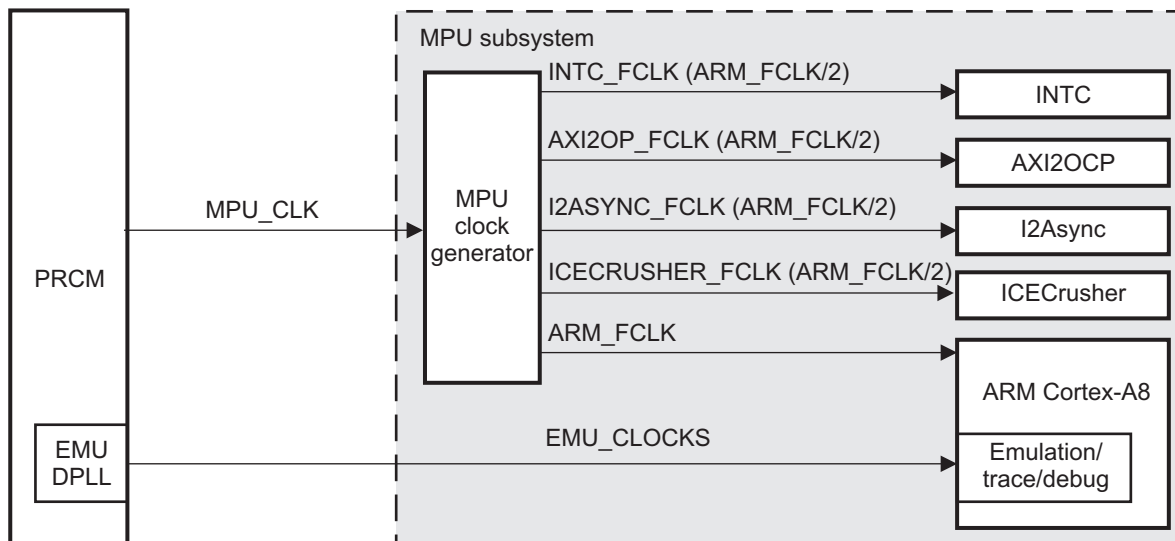 MPU subsystem
INTC_FCLK (ARM_FCLK/2)
INTC
AXI2OP_FCLK (ARM_FCLK/2)
AXI2OCP
MPU_CLK
MPU
clock
generator
I2ASYNC_FCLK (ARM_FCLK/2)
I2Async
PRCM
ICECRUSHER_FCLK (ARM_FCLK/2)
ICECrusher
ARM_FCLK
ARM Cortex-A8
EMU
DPLL
EMU_CLOCKS
Emulation/
trace/debug